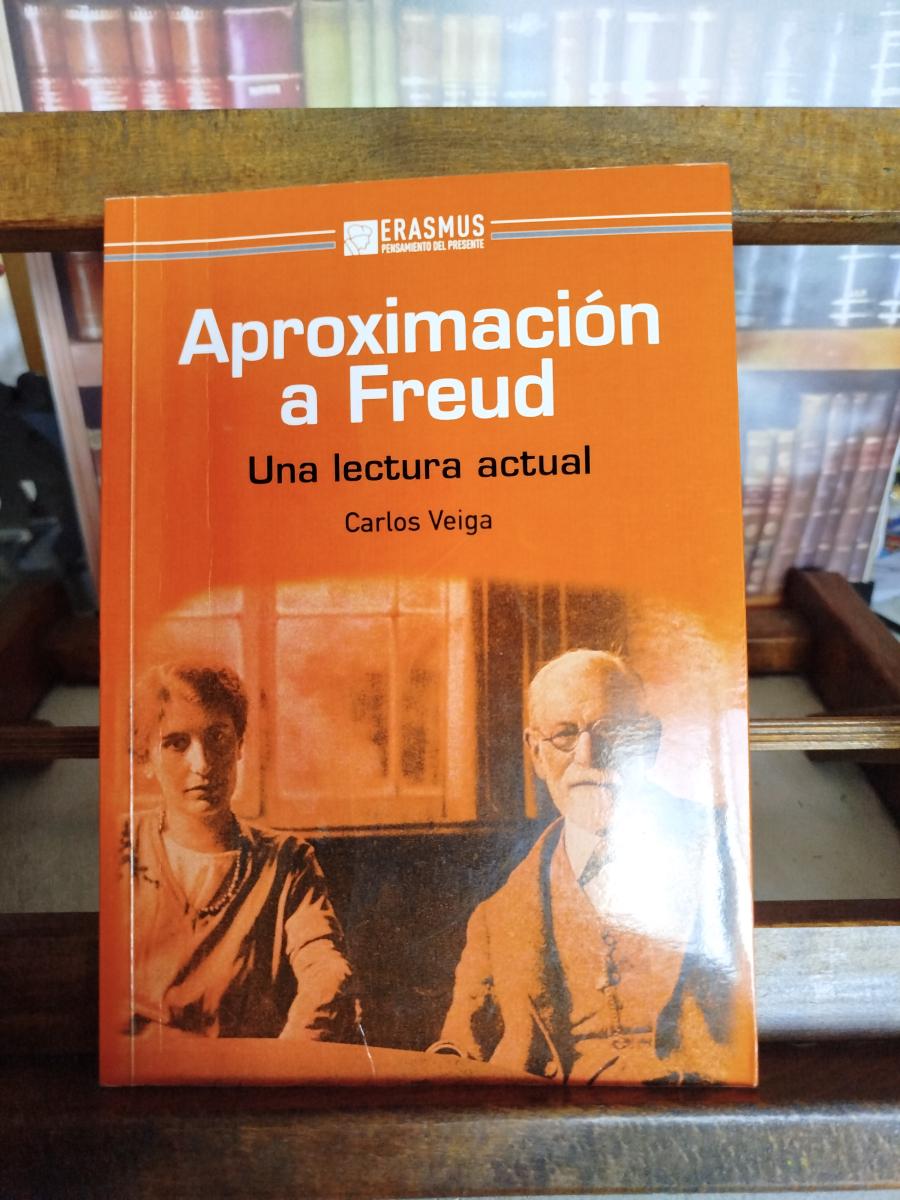 ERASMUS
PENSAMIENTO DEL PRESENTE
Aproximación
a Freud
Una lectura actual
Carlos Veiga